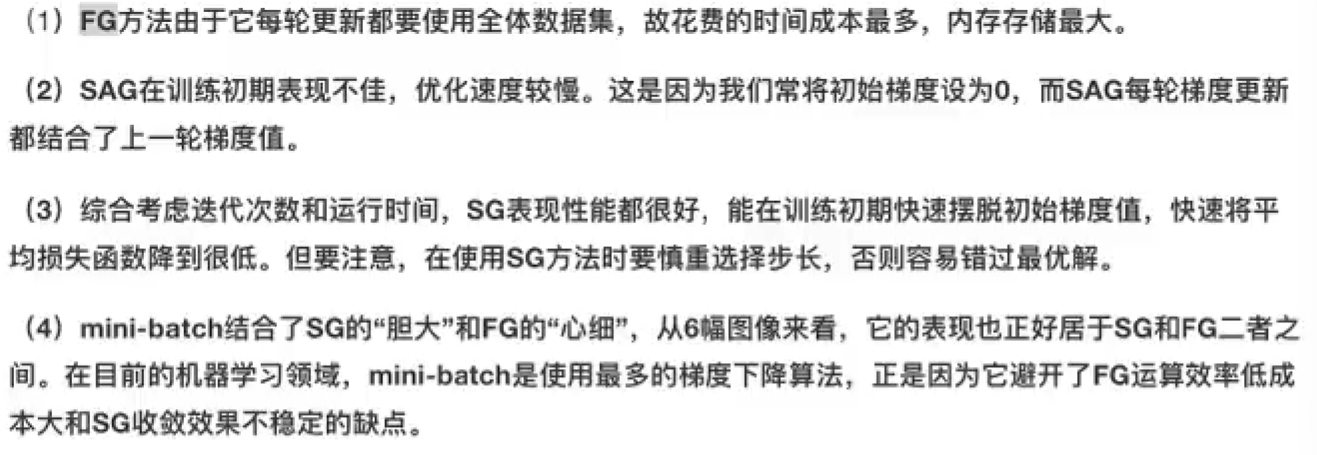 （1）FG方法由于它每轮更新都要使用全体数据集，故花费的时间成本最多，内存存储最大。
（2）SAG在训练初期表现不佳，优化速度较慢。这是因为我们常将初始梯度设为0，而SAG每轮梯度更新
都结合了上一轮梯度值。
（3）综合考虑迭代次数和运行时间，SG表现性能都很好，能在训练初期快速摆脱初始梯度值，快速将平
均损失函数降到很低。但要注意，在使用SG方法时要慎重选择步长，否则容易错过最优解。
（4）mini-batch结合了SG的“胆大”和FG的“心细”，从6幅图像来看，它的表现也正好居于SG和FG二者之
间。在目前的机器学习领域，mini-batch是使用最多的梯度下降算法，正是因为它避开了FG运算效率低成
本大和SG收敛效果不稳定的缺点。